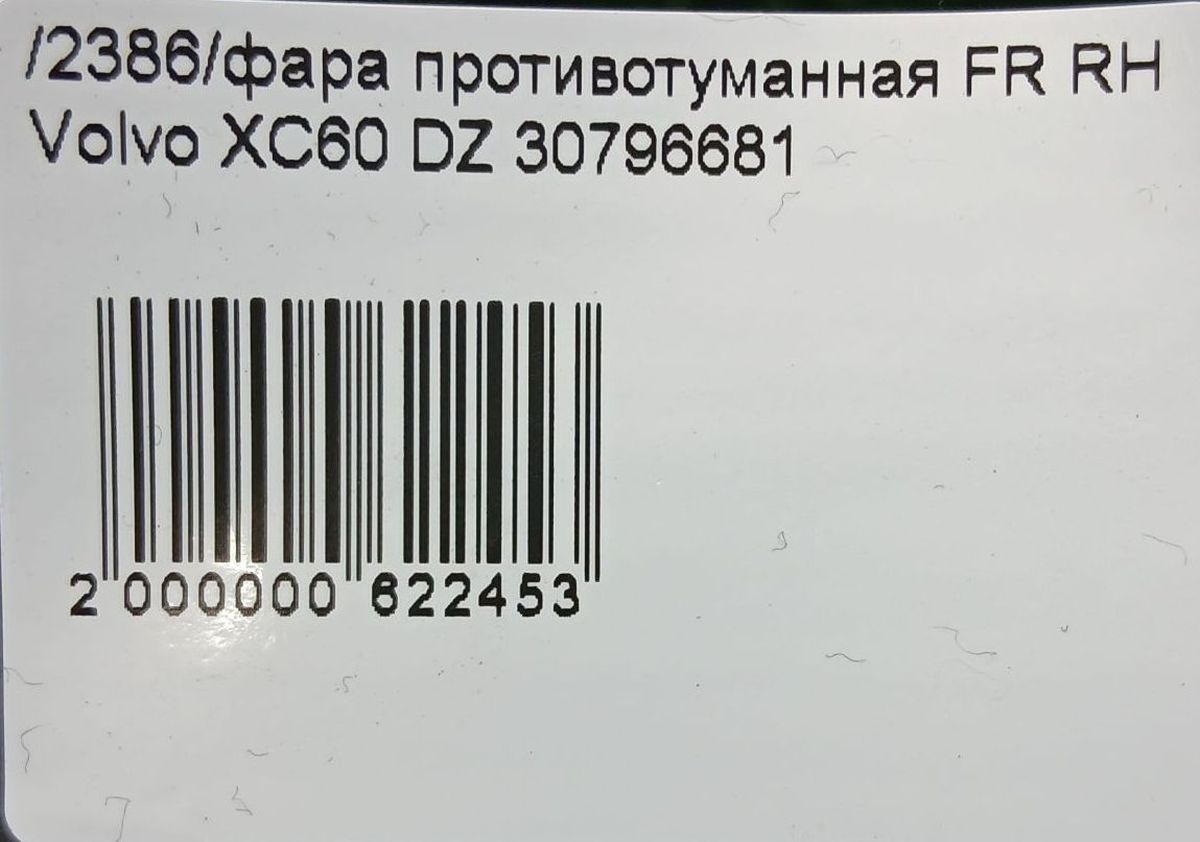 /2386/фара противотуманная FR RH
Volvo XC60 DZ 30796681
2 000000 622453